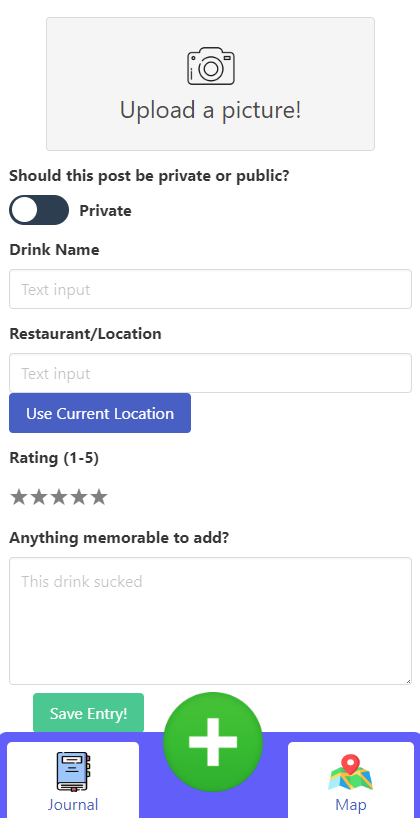 Upload a picture!
Should this post be private or public?
Private
Drink Name
Text input
Restaurant/Location
Text input
Use Current Location
Rating (1-5)
Anything memorable to add?
This drink sucked
Save Entry!
Journal
Map